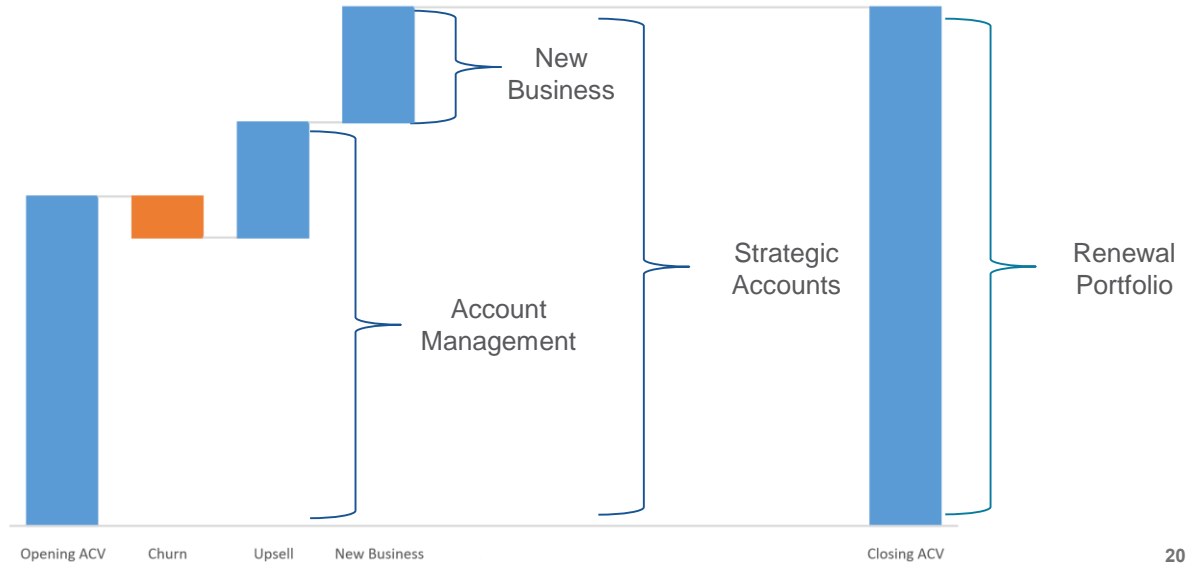 New
Business
Strategic
Accounts
Renewal
Portfolio
Account
Management
Opening ACV
Churn
Upsell
New Business
Closing ACV
20